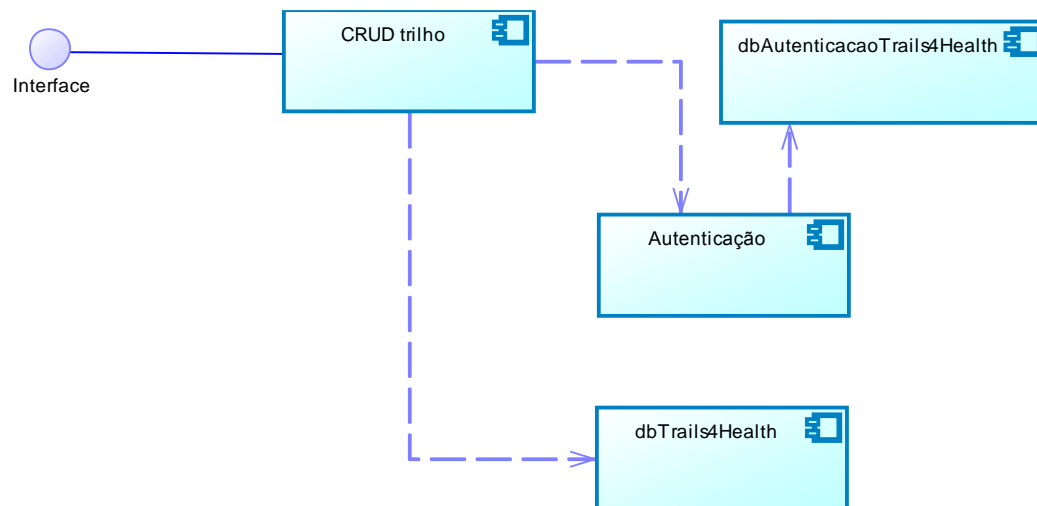 CRUD trilho
dbAutenticacaoTrails4Health
Interface
Autenticação
dbTrails4Health